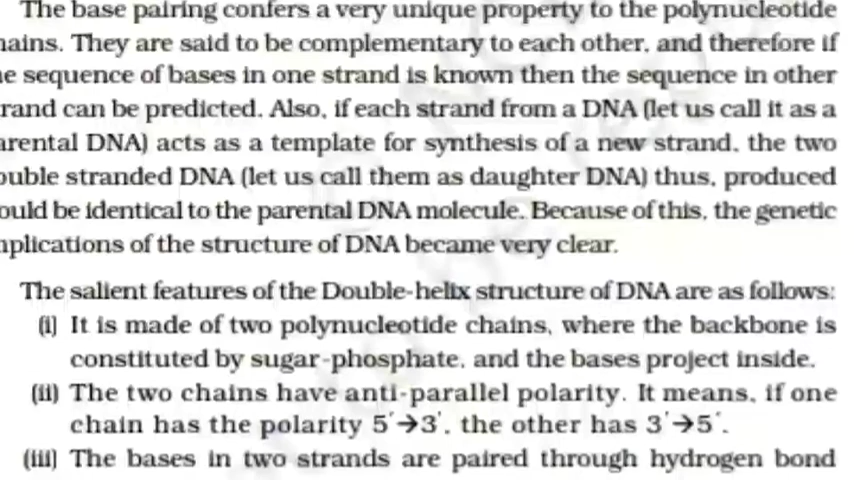 The base pairing confers a very unique property to the polynucleotide
hains. They are said to be complementary to each other, and therefore if
e sequence of bases in one strand is known then the sequence in other
rand can be predicted. Also, if each strand from a DNA (let us call it as a
arental DNA) acts as a template for synthesis of a new strand, the two
ouble stranded DNA (let us call them as daughter DNA) thus, produced
ould be identical to the parental DNA molecule. Because of this, the genetic
mplications of the structure of DNA became very clear.
The salient features of the Double-helix structure of DNA are as follows:
(i) It is made of two polynucleotide chains, where the backbone is
constituted by sugar-phosphate, and the bases project inside.
(ii) The two chains have anti-parallel polarity. It means, if one
chain has the polarity 5'→3', the other has 3'→5'.
(iii) The bases in two strands are paired through hydrogen bond